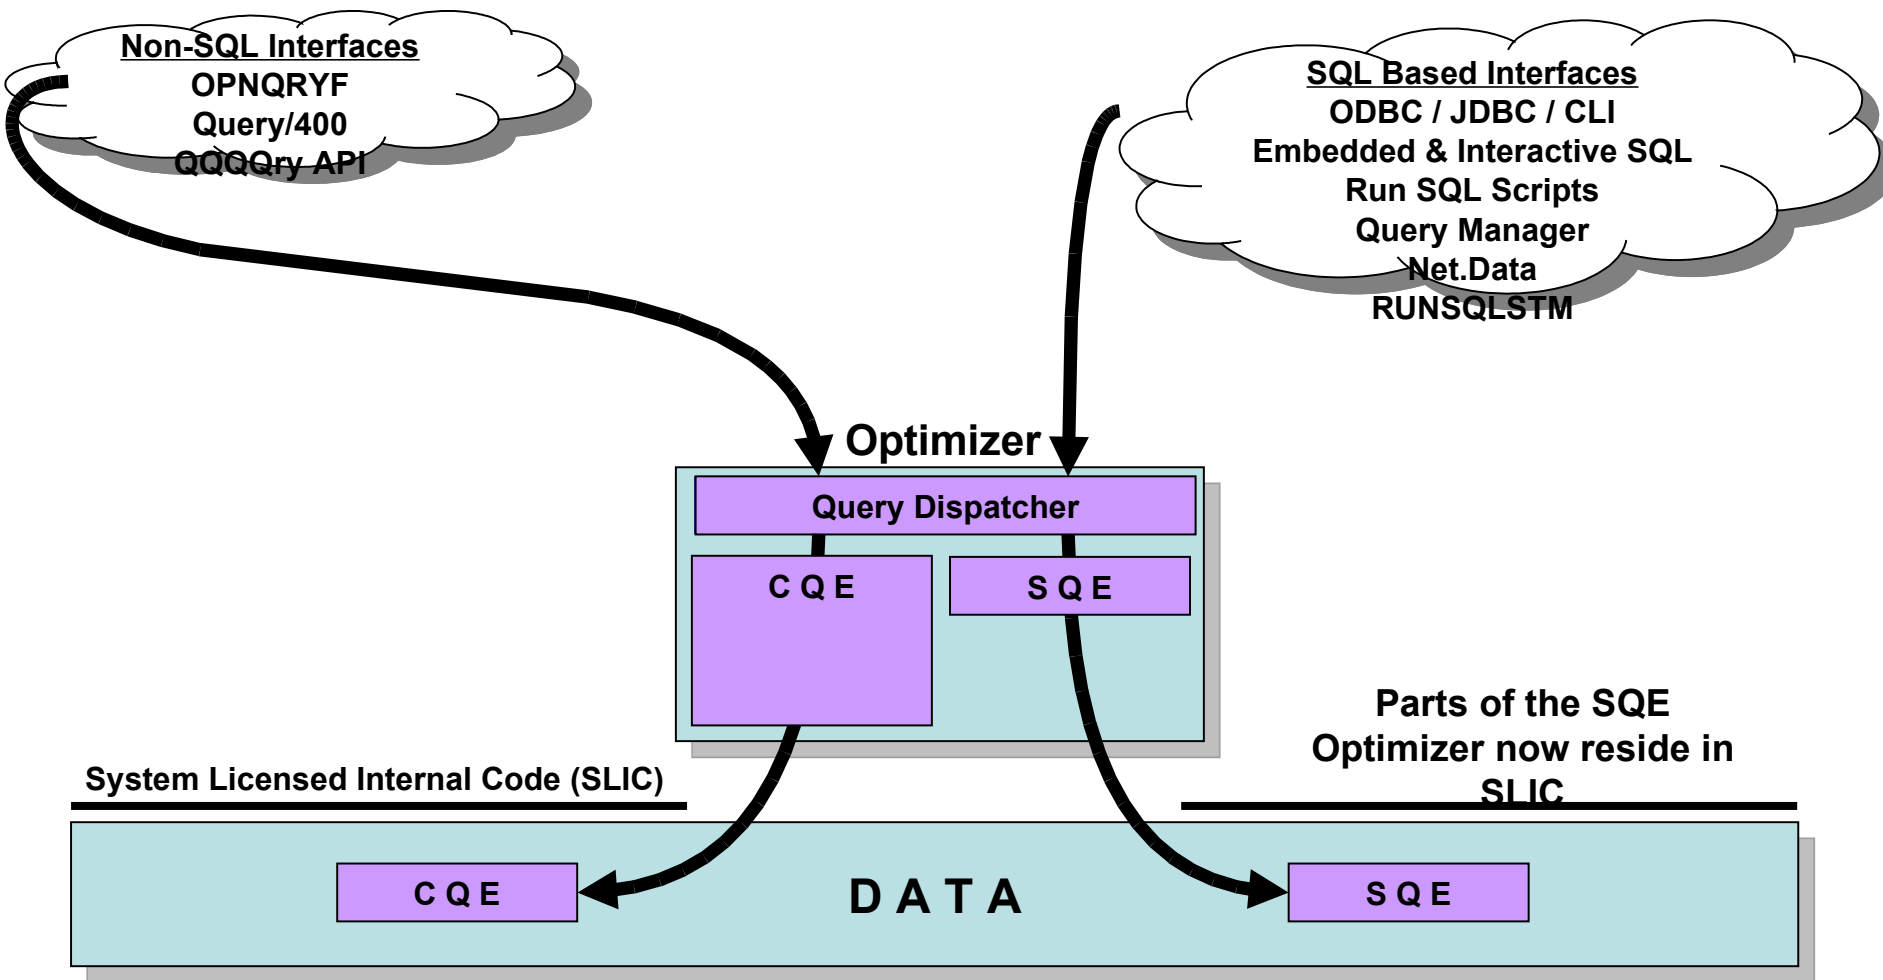 Non-SQL Interfaces
OPNQRYF
Query/400
QQQQry API
SQL Based Interfaces
ODBC / JDBC / CLI
Embedded & Interactive SQL
Run SQL Scripts
Query Manager
Net.Data
RUNSQLSTM
Optimizer
Query Dispatcher
C Q E
S Q E
Parts of the SQE
Optimizer now reside in
SLIC
System Licensed Internal Code (SLIC)
C Q E
D A T A
S Q E